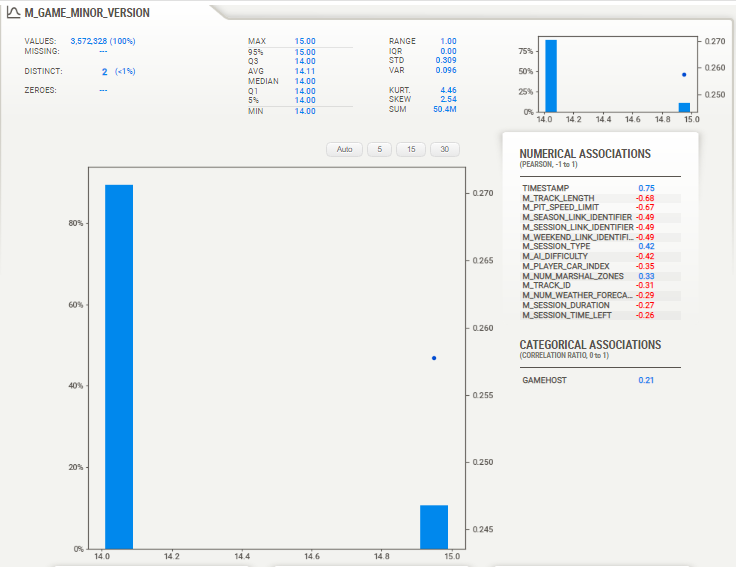 M_GAME_MINOR_VERSION
VALUES: 3,572,328 (100%)
MISSING: ---
DISTINCT: 2 (<1%)
ZEROES: ---
MAX 15.00
95% 15.00
Q3 14.00
AVG 14.11
MEDIAN 14.00
Q1 14.00
5% 14.00
MIN 14.00
RANGE 1.00
IQR 0.00
STD 0.309
VAR 0.096
KURT. 4.46
SKEW 2.54
SUM 50.4M
75%
50%
25%
0%
0.270
0.260
0.250
14.0 14.2 14.4 14.6 14.8 15.0
Auto 5 15 30
80%
60%
40%
20%
0%
0.270
0.265
0.260
0.255
0.250
0.245
14.0 14.2 14.4 14.6 14.8 15.0
NUMERICAL ASSOCIATIONS
(PEARSON, -1 to 1)
TIMESTAMP 0.75
M_TRACK_LENGTH -0.68
M_PIT_SPEED_LIMIT -0.67
M_SEASON_LINK_IDENTIFIER -0.49
M_SESSION_LINK_IDENTIFIER -0.49
M_WEEKEND_LINK_IDENTIFI... -0.49
M_SESSION_TYPE 0.42
M_AI_DIFFICULTY -0.42
M_PLAYER_CAR_INDEX -0.35
M_NUM_MARSHAL_ZONES 0.33
M_TRACK_ID -0.31
M_NUM_WEATHER_FORECA... -0.29
M_SESSION_DURATION -0.27
M_SESSION_TIME_LEFT -0.26
CATEGORICAL ASSOCIATIONS
(CORRELATION RATIO, 0 to 1)
GAMEHOST 0.21